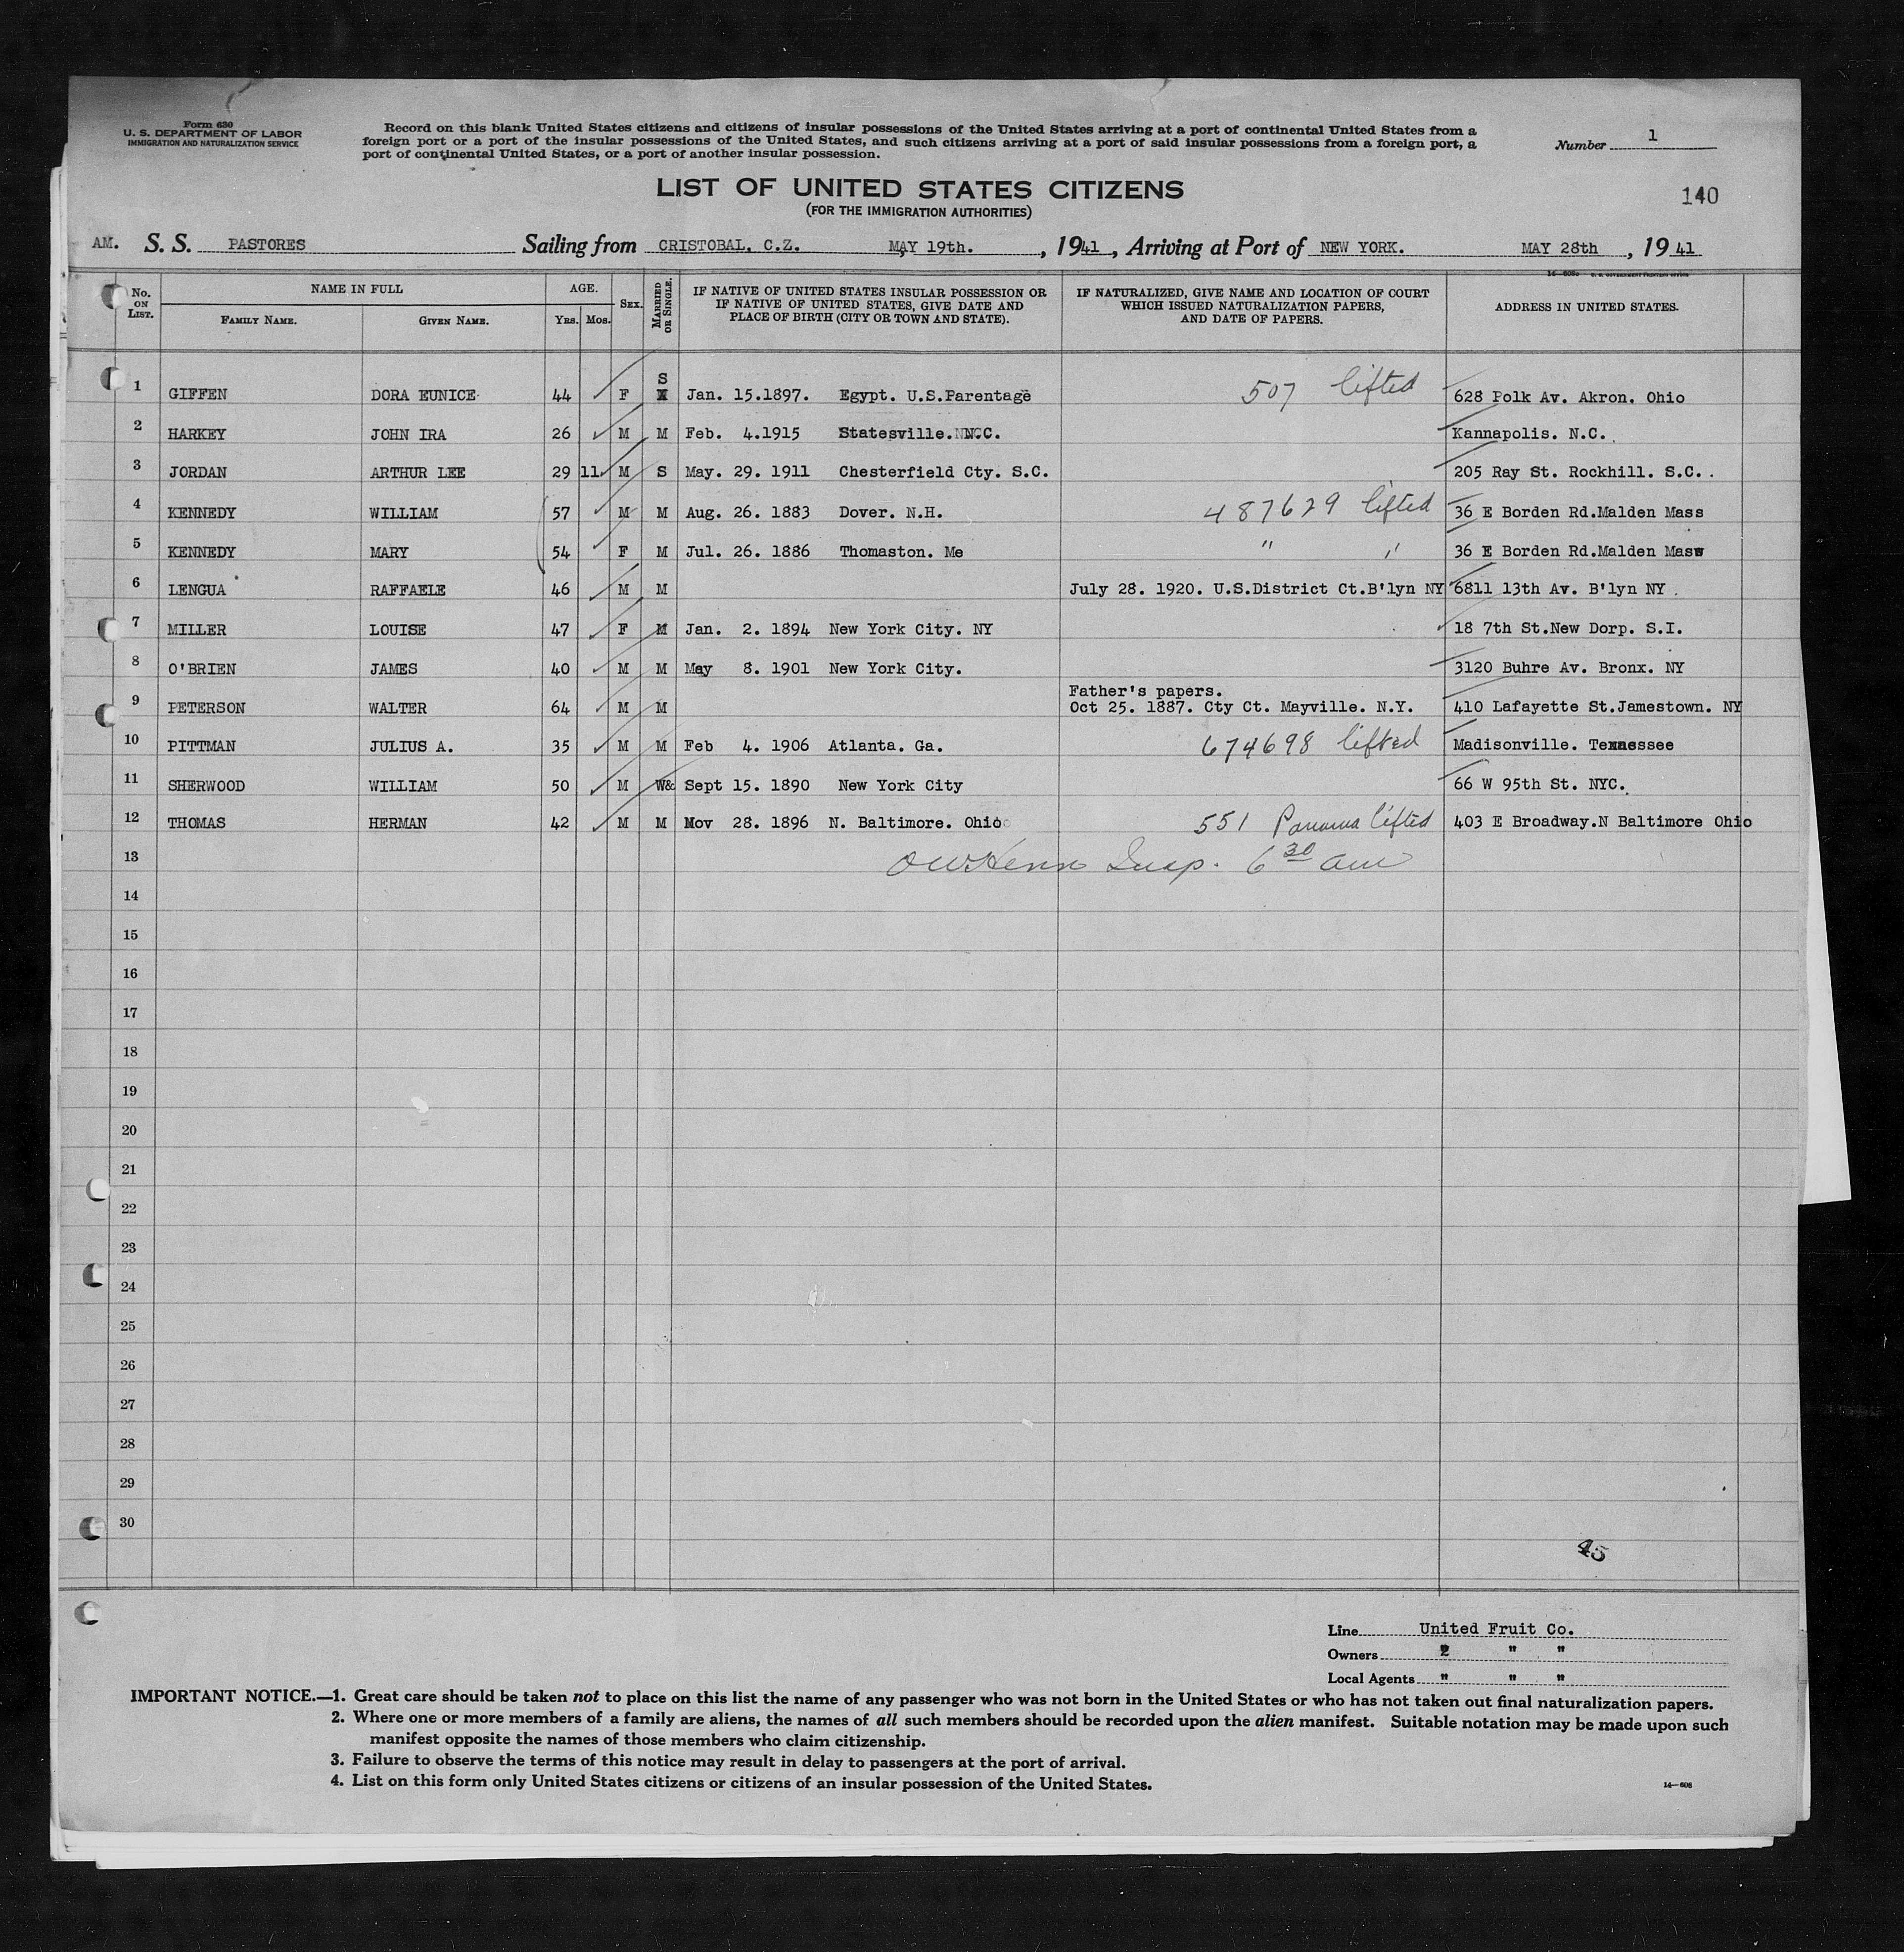 Form 630
U. S. DEPARTMENT OF LABOR
IMMIGRATION AND NATURALIZATION SERVICE
Record on this blank United States citizens and citizens of insular possessions of the United States arriving at a port of continental United States from a
foreign port or a port of the insular possessions of the United States, and such citizens arriving at a port of said insular possessions from a foreign port, a
port of continental United States, or a port of another insular possession.
Number 1
LIST OF UNITED STATES CITIZENS
(FOR THE IMMIGRATION AUTHORITIES)
140
AM. S. S. PASTORES Sailing from CRISTOBAL, C.Z. MAY 19th. , 1941 , Arriving at Port of NEW YORK. MAY 28th , 19 41
No. ON LIST. NAME IN FULL AGE. SEX. MARRIED OR SINGLE. IF NATIVE OF UNITED STATES INSULAR POSSESSION OR IF NATIVE OF UNITED STATES, GIVE DATE AND PLACE OF BIRTH (CITY OR TOWN AND STATE). IF NATURALIZED, GIVE NAME AND LOCATION OF COURT WHICH ISSUED NATURALIZATION PAPERS, AND DATE OF PAPERS. ADDRESS IN UNITED STATES.
FAMILY NAME. GIVEN NAME. YRS. MOS.
1 GIFFEN DORA EUNICE 44 F S Jan. 15.1897. Egypt. U.S.Parentage 507 lifted 628 Polk Av. Akron. Ohio
2 HARKEY JOHN IRA 26 M M Feb. 4.1915 Statesville. N.C. Kannapolis. N.C.
3 JORDAN ARTHUR LEE 29 11 M S May. 29. 1911 Chesterfield Cty. S.C. 205 Ray St. Rockhill. S.C.
4 KENNEDY WILLIAM 57 M M Aug. 26. 1883 Dover. N.H. 487629 lifted 36 E Borden Rd.Malden Mass
5 KENNEDY MARY 54 F M Jul. 26. 1886 Thomaston. Me " " 36 E Borden Rd.Malden Mass
6 LENGUA RAFFAELE 46 M M July 28. 1920. U.S.District Ct.B'lyn NY 6811 13th Av. B'lyn NY
7 MILLER LOUISE 47 F M Jan. 2. 1894 New York City. NY 18 7th St.New Dorp. S.I.
8 O'BRIEN JAMES 40 M M May 8. 1901 New York City. 3120 Buhre Av. Bronx. NY
Father's papers.
9 PETERSON WALTER 64 M M Oct 25. 1887. Cty Ct. Mayville. N.Y. 410 Lafayette St.Jamestown. NY
10 PITTMAN JULIUS A. 35 M M Feb 4. 1906 Atlanta. Ga. 674698 lifted Madisonville. Tennessee
11 SHERWOOD WILLIAM 50 M W& Sept 15. 1890 New York City 66 W 95th St. NYC.
12 THOMAS HERMAN 42 M M Nov 28. 1896 N. Baltimore. Ohio 551 Panama lifted 403 E Broadway.N Baltimore Ohio
13 Insp. 6 30 am
14
15
16
17
18
19
20
21
22
23
24
25
26
27
28
29
30
45
Line United Fruit Co.
Owners " "
Local Agents " " "
IMPORTANT NOTICE.—1. Great care should be taken not to place on this list the name of any passenger who was not born in the United States or who has not taken out final naturalization papers.
2. Where one or more members of a family are aliens, the names of all such members should be recorded upon the alien manifest. Suitable notation may be made upon such
manifest opposite the names of those members who claim citizenship.
3. Failure to observe the terms of this notice may result in delay to passengers at the port of arrival.
4. List on this form only United States citizens or citizens of an insular possession of the United States.
14—608